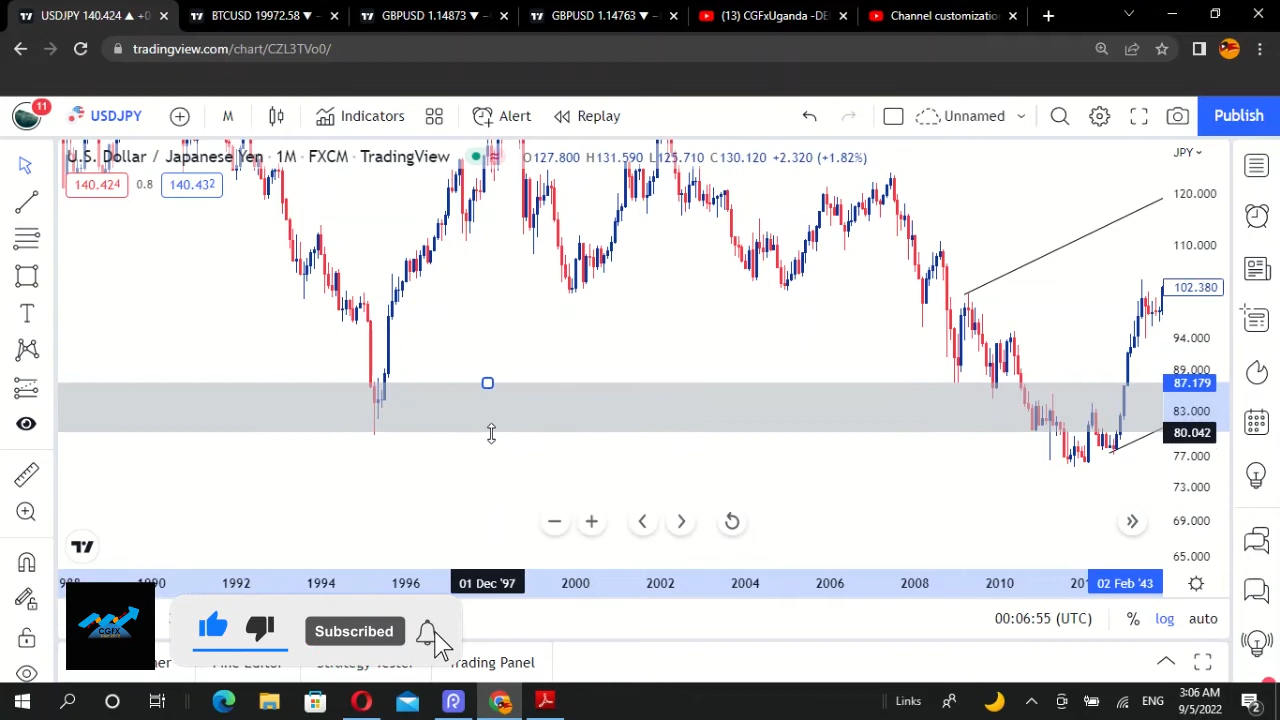 USDJPY 140.424 ▲ +0
BTCUSD 19972.58 ▼ −
GBPUSD 1.14873 ▼ −
GBPUSD 1.14763 ▼ −
(13) CGFxUganda -DE
Channel customizatio
tradingview.com/chart/CZL3TVo0/
11
USDJPY
M
Indicators
Alert
Replay
Unnamed
Publish
U.S. Dollar / Japanese Yen · 1M · FXCM · TradingView
O127.800 H131.590 L125.710 C130.120 +2.320 (+1.82%)
JPY
140.424
0.8
140.432
120.000
110.000
102.380
94.000
89.000
87.179
83.000
80.042
77.000
73.000
69.000
65.000
1990
1992
1994
1996
01 Dec '97
2000
2002
2004
2006
2008
2010
02 Feb '43
00:06:55 (UTC)
%
log
auto
CGFX
Subscribed
Pine Editor
Strategy Tester
Trading Panel
Links
ENG
3:06 AM
9/5/2022
2